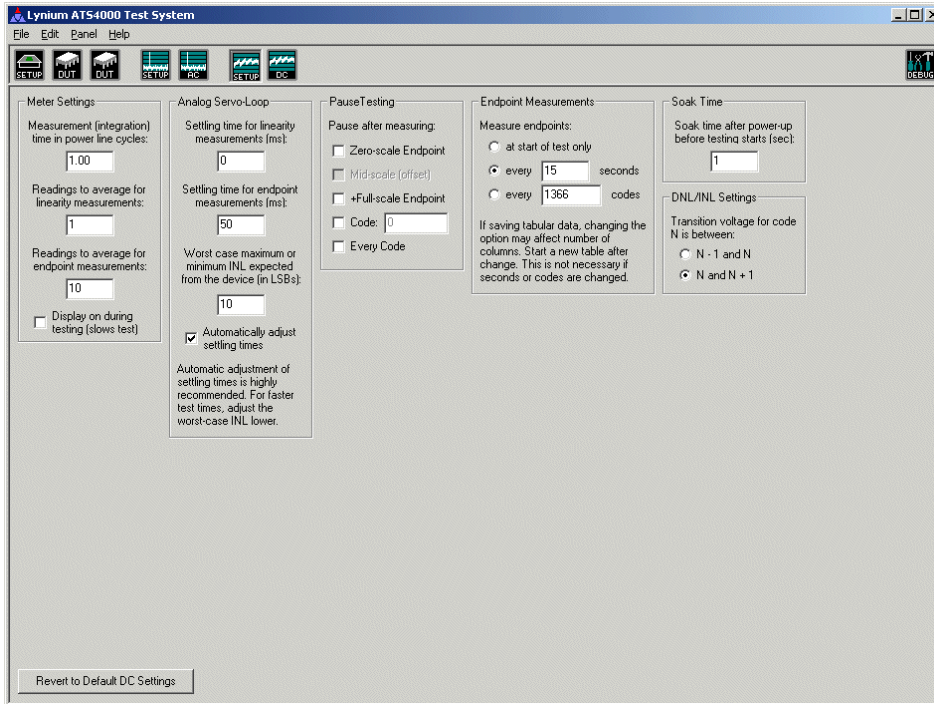 Lynium ATS4000 Test System
File Edit Panel Help
SETUP DUT DUT SETUP AC SETUP DC DEBUG
Meter Settings
Measurement (integration)
time in power line cycles:
1.00
Readings to average for
linearity measurements:
1
Readings to average for
endpoint measurements:
10
Display on during
testing (slows test)
Analog Servo-Loop
Settling time for linearity
measurements (ms):
0
Settling time for endpoint
measurements (ms):
50
Worst case maximum or
minimum INL expected
from the device (in LSBs):
10
Automatically adjust
settling times
Automatic adjustment of
settling times is highly
recommended. For faster
test times, adjust the
worst-case INL lower.
PauseTesting
Pause after measuring:
Zero-scale Endpoint
Mid-scale (offset)
+Full-scale Endpoint
Code: 0
Every Code
Endpoint Measurements
Measure endpoints:
at start of test only
every 15 seconds
every 1366 codes
If saving tabular data, changing the
option may affect number of
columns. Start a new table after
change. This is not necessary if
seconds or codes are changed.
Soak Time
Soak time after power-up
before testing starts (sec):
1
DNL/INL Settings
Transition voltage for code
N is between:
N - 1 and N
N and N + 1
Revert to Default DC Settings